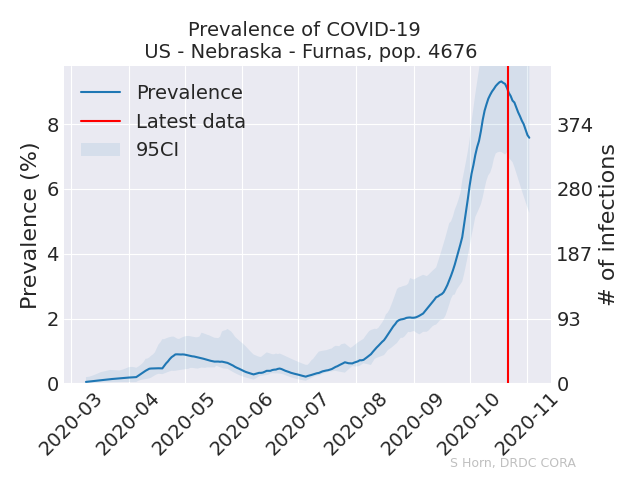 Prevalence of COVID-19
US - Nebraska - Furnas, pop. 4676
Prevalence
Latest data
95CI
Prevalence (%)
8
6
4
2
0
# of infections
374
280
187
93
0
2020-03
2020-04
2020-05
2020-06
2020-07
2020-08
2020-09
2020-10
2020-11
S Horn, DRDC CORA